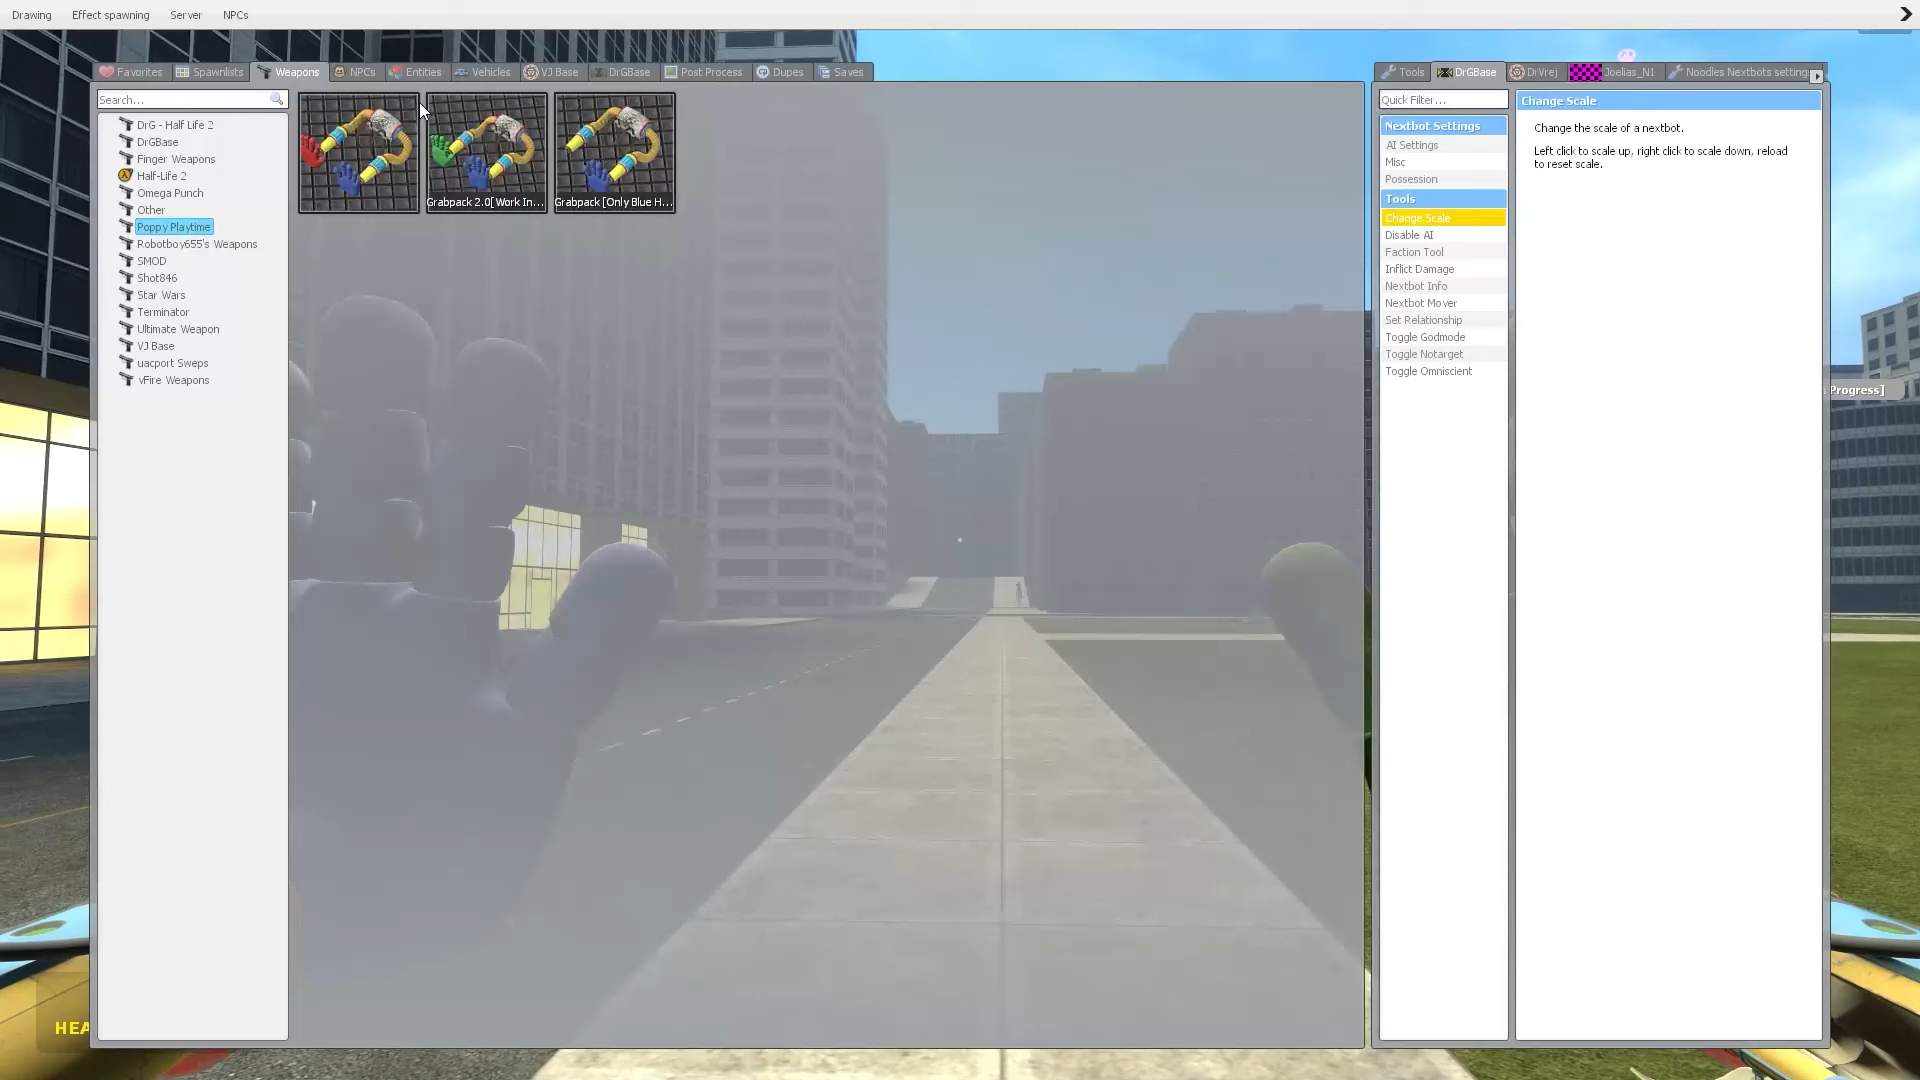 Drawing Effect spawning Server NPCs
Favorites Spawnlists Weapons NPCs Entities Vehicles VJ Base DrGBase Post Process Dupes Saves
Search...
DrG - Half Life 2
DrGBase
Finger Weapons
Half-Life 2
Omega Punch
Other
Poppy Playtime
Robotboy655's Weapons
SMOD
Shot846
Star Wars
Terminator
Ultimate Weapon
VJ Base
uacport Sweps
vFire Weapons
Grabpack 2.0[Work In...
Grabpack [Only Blue H...
Tools DrGBase DrVrej Joelias_N1 Noodles Nextbots setting
Quick Filter...
Nextbot Settings
AI Settings
Misc
Possession
Tools
Change Scale
Disable AI
Faction Tool
Inflict Damage
Nextbot Info
Nextbot Mover
Set Relationship
Toggle Godmode
Toggle Notarget
Toggle Omniscient
Change Scale
Change the scale of a nextbot.
Left click to scale up, right click to scale down, reload
to reset scale.
Progress]
HEA